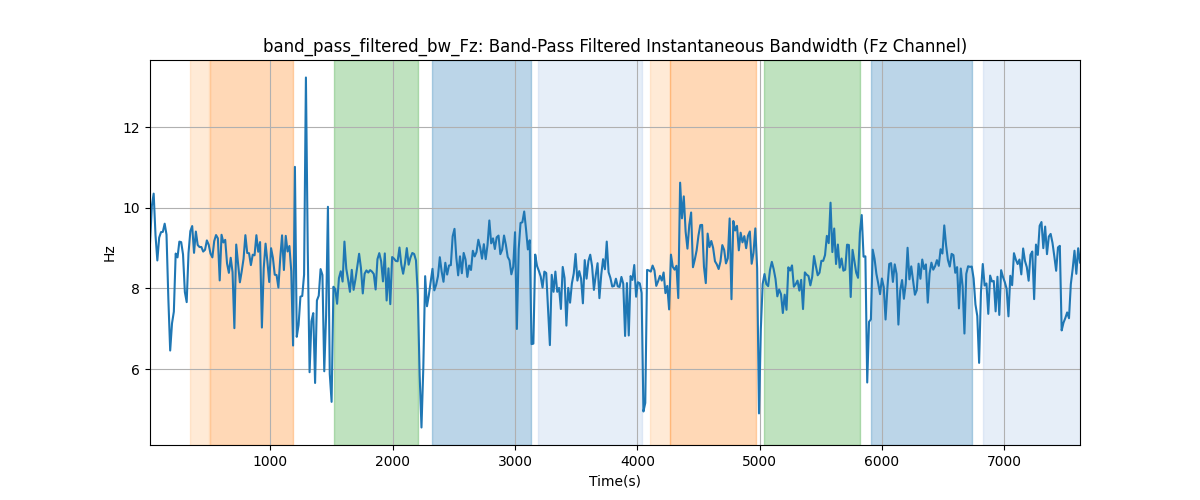 band_pass_filtered_bw_Fz: Band-Pass Filtered Instantaneous Bandwidth (Fz Channel)
12
10
8
6
Hz
1000 2000 3000 4000 5000 6000 7000
Time(s)